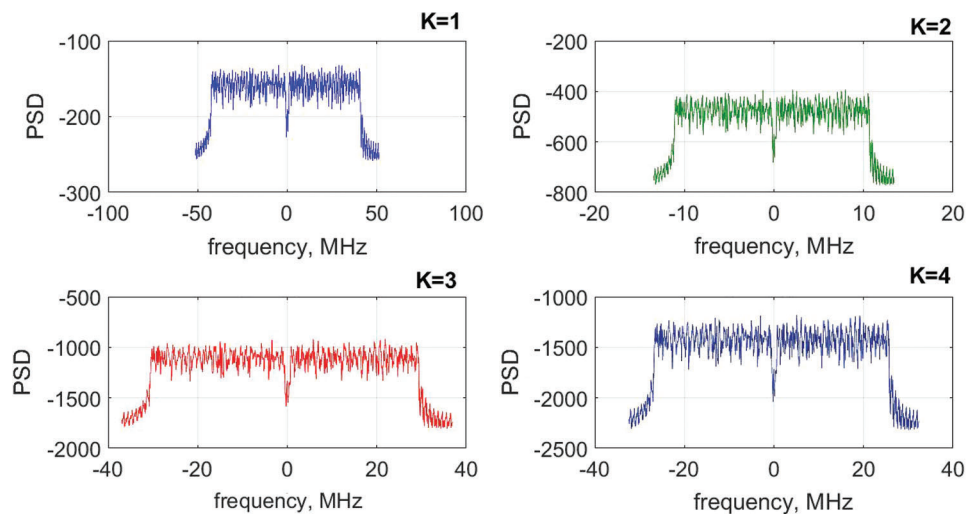 K=1
-100
-200
-300
PSD
-100 -50 0 50 100
frequency, MHz
K=2
-200
-400
-600
-800
PSD
-20 -10 0 10 20
frequency, MHz
K=3
-500
-1000
-1500
-2000
PSD
-40 -20 0 20 40
frequency, MHz
K=4
-1000
-1500
-2000
-2500
PSD
-40 -20 0 20 40
frequency, MHz